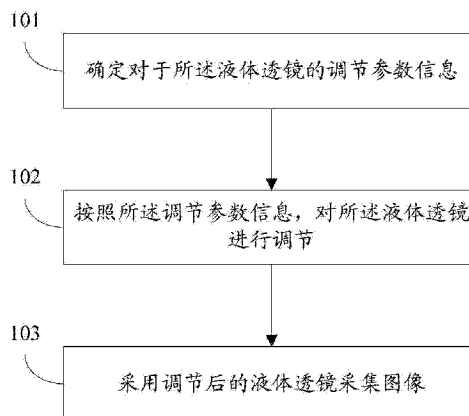 101
确定对于所述液体透镜的调节参数信息
102
按照所述调节参数信息，对所述液体透镜
进行调节
103
采用调节后的液体透镜采集图像